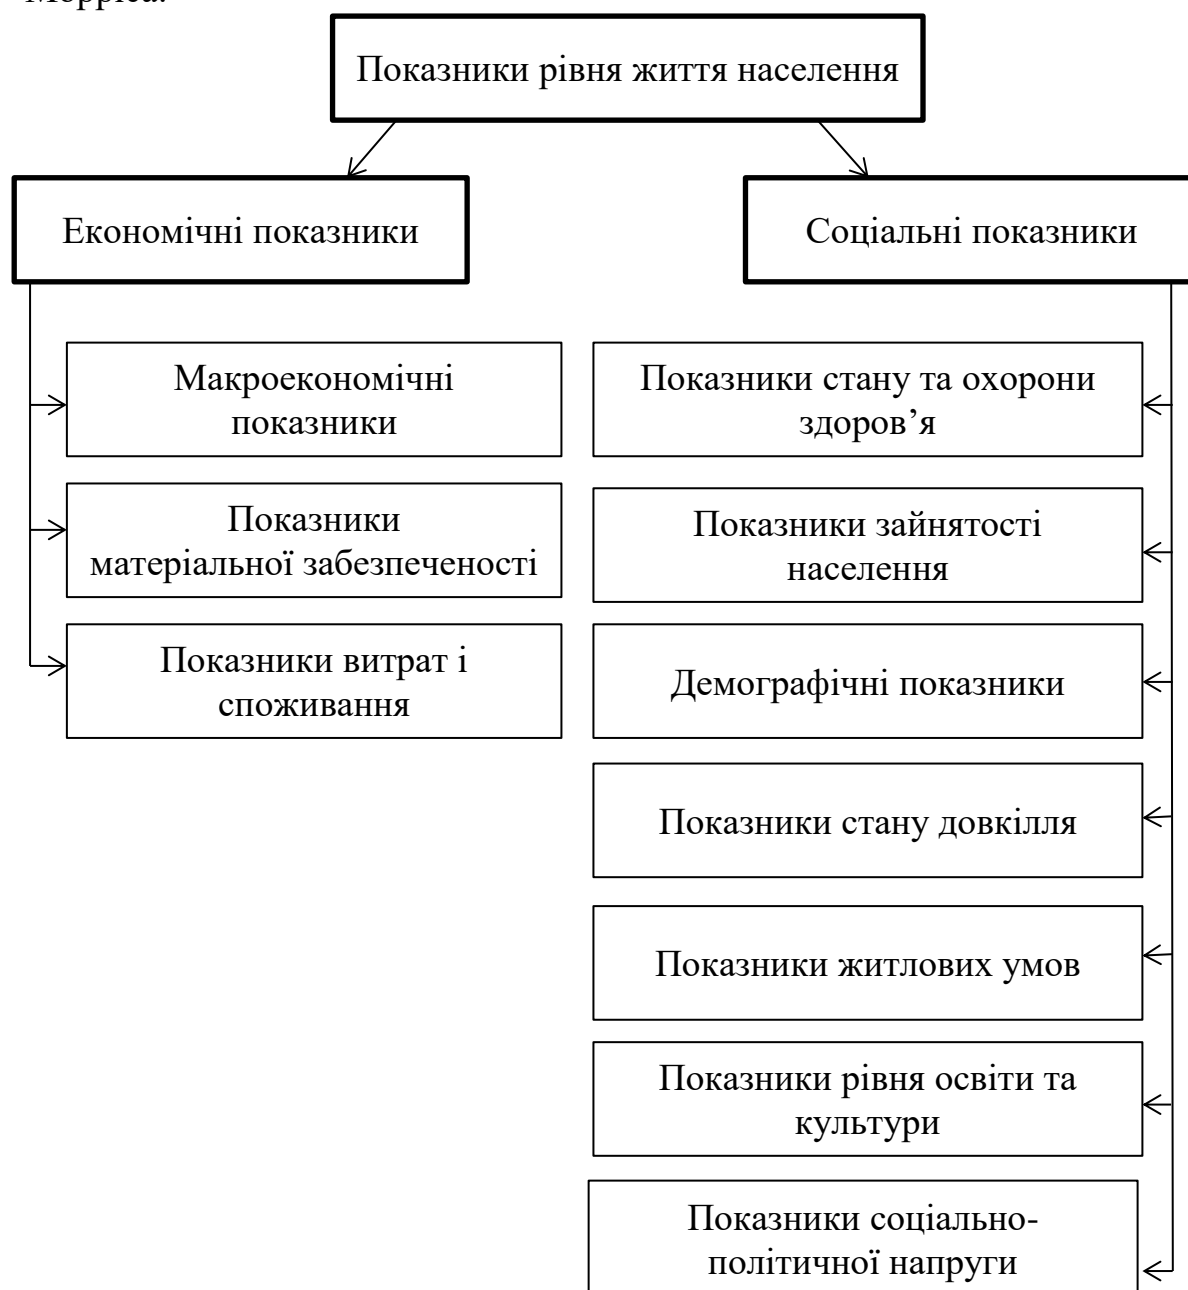 Показники рівня життя населення
Економічні показники
Соціальні показники
Макроекономічні
показники
Показники
матеріальної забезпеченості
Показники витрат і
споживання
Показники стану та охорони
здоров’я
Показники зайнятості
населення
Демографічні показники
Показники стану довкілля
Показники житлових умов
Показники рівня освіти та
культури
Показники соціально-
політичної напруги